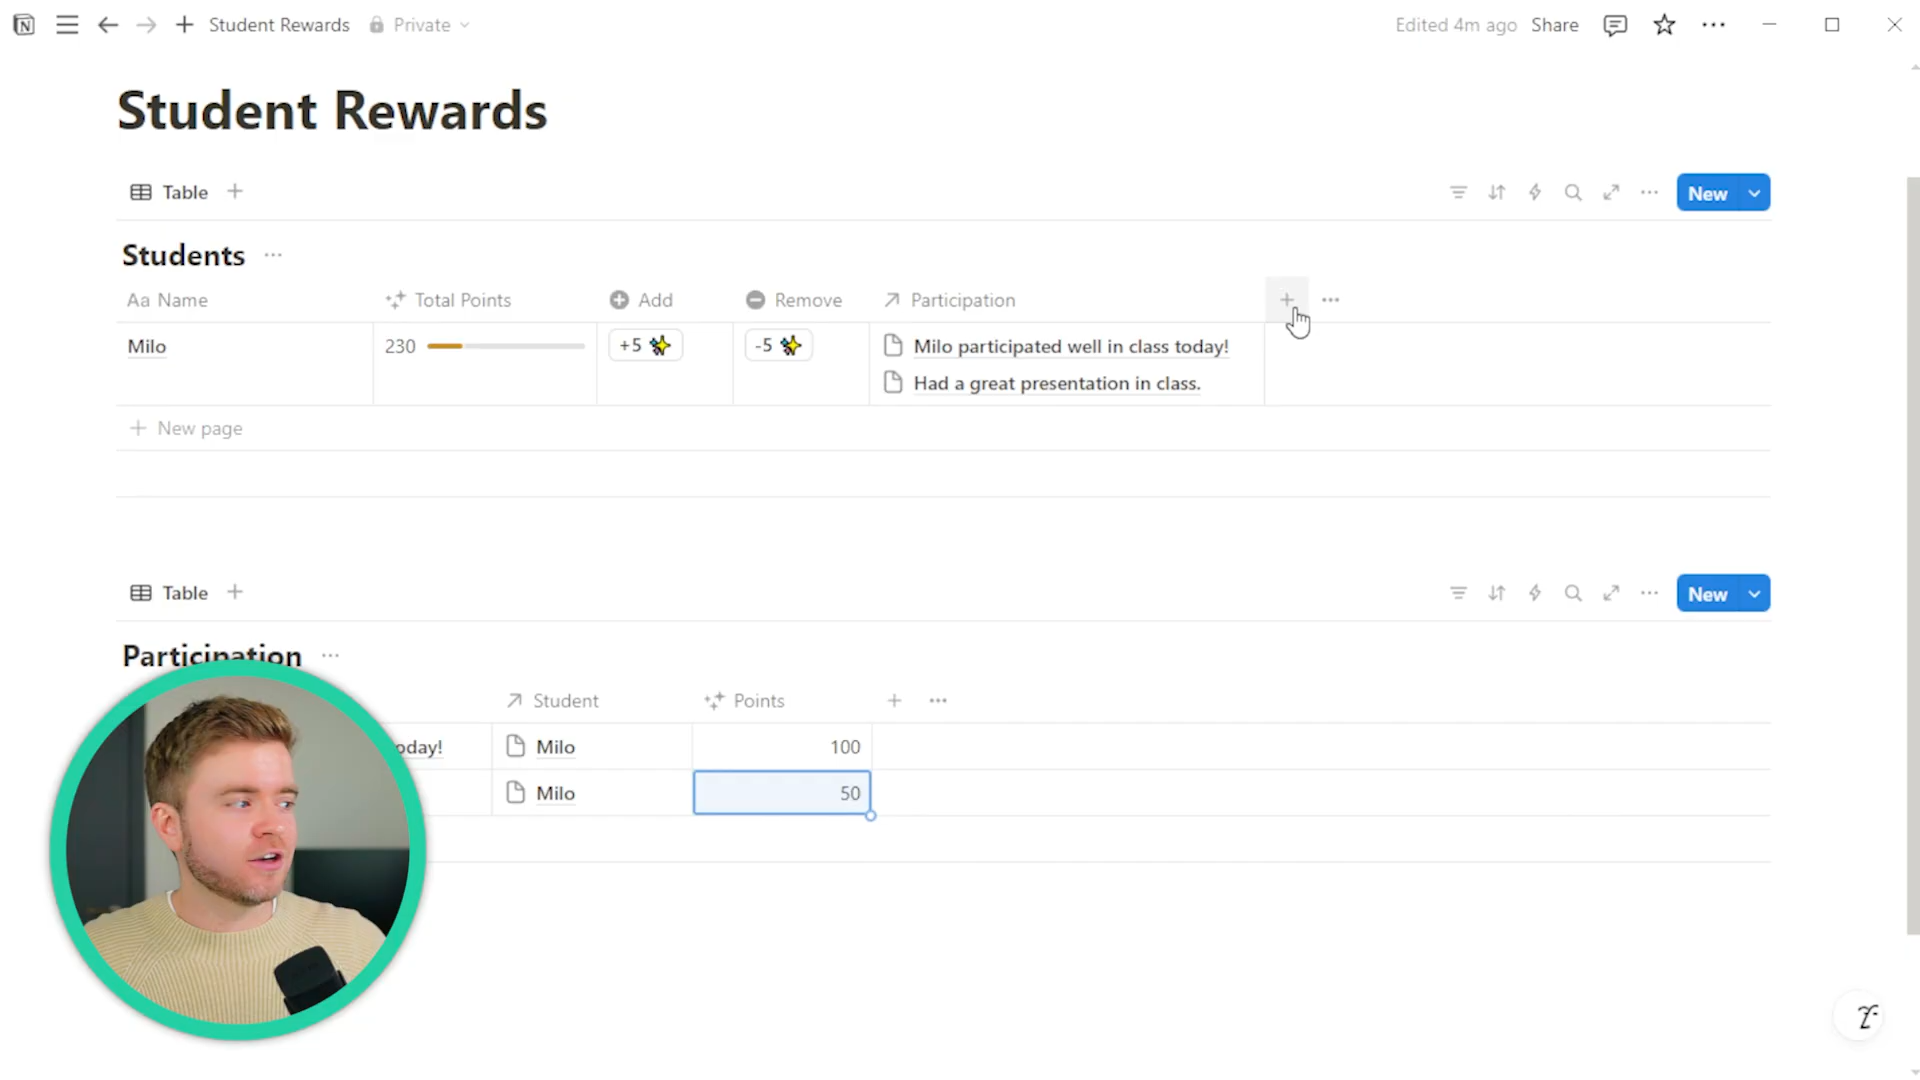 Student Rewards Private Edited 4m ago Share
Student Rewards
Table New
Students
Aa Name Total Points Add Remove Participation
Milo 230 +5 -5 Milo participated well in class today!
Had a great presentation in class.
New page
Table New
Participation
Student Points
oday! Milo 100
Milo 50